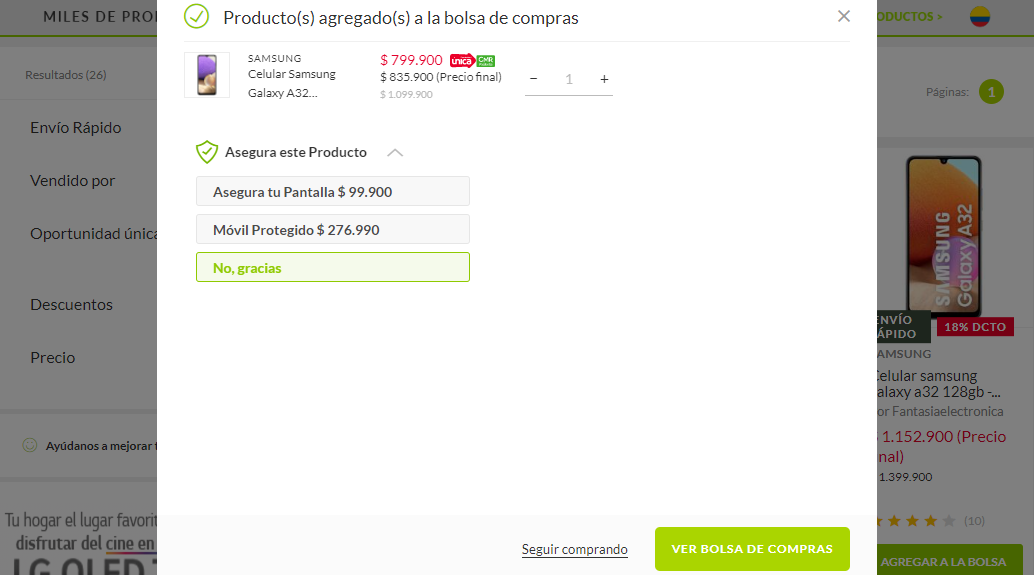 MILES DE PRO
Producto(s) agregado(s) a la bolsa de compras
ODUCTOS >
Resultados (26)
Páginas: 1
SAMSUNG
Celular Samsung
Galaxy A32...
$ 799.900 única CMR
$ 835.900 (Precio final)
$ 1.099.900
− 1 +
Envío Rápido
Vendido por
Oportunidad única
Descuentos
Precio
Asegura este Producto
Asegura tu Pantalla $ 99.900
Móvil Protegido $ 276.990
No, gracias
SAMSUNG
Galaxy A32
ENVÍO
RÁPIDO
18% DCTO
SAMSUNG
Celular samsung
galaxy a32 128gb -...
or Fantasiaelectronica
$ 1.152.900 (Precio
nal)
1.399.900
(10)
AGREGAR A LA BOLSA
Ayúdanos a mejorar t
Tu hogar el lugar favorit
disfrutar del cine en
LG OLED T
Seguir comprando
VER BOLSA DE COMPRAS